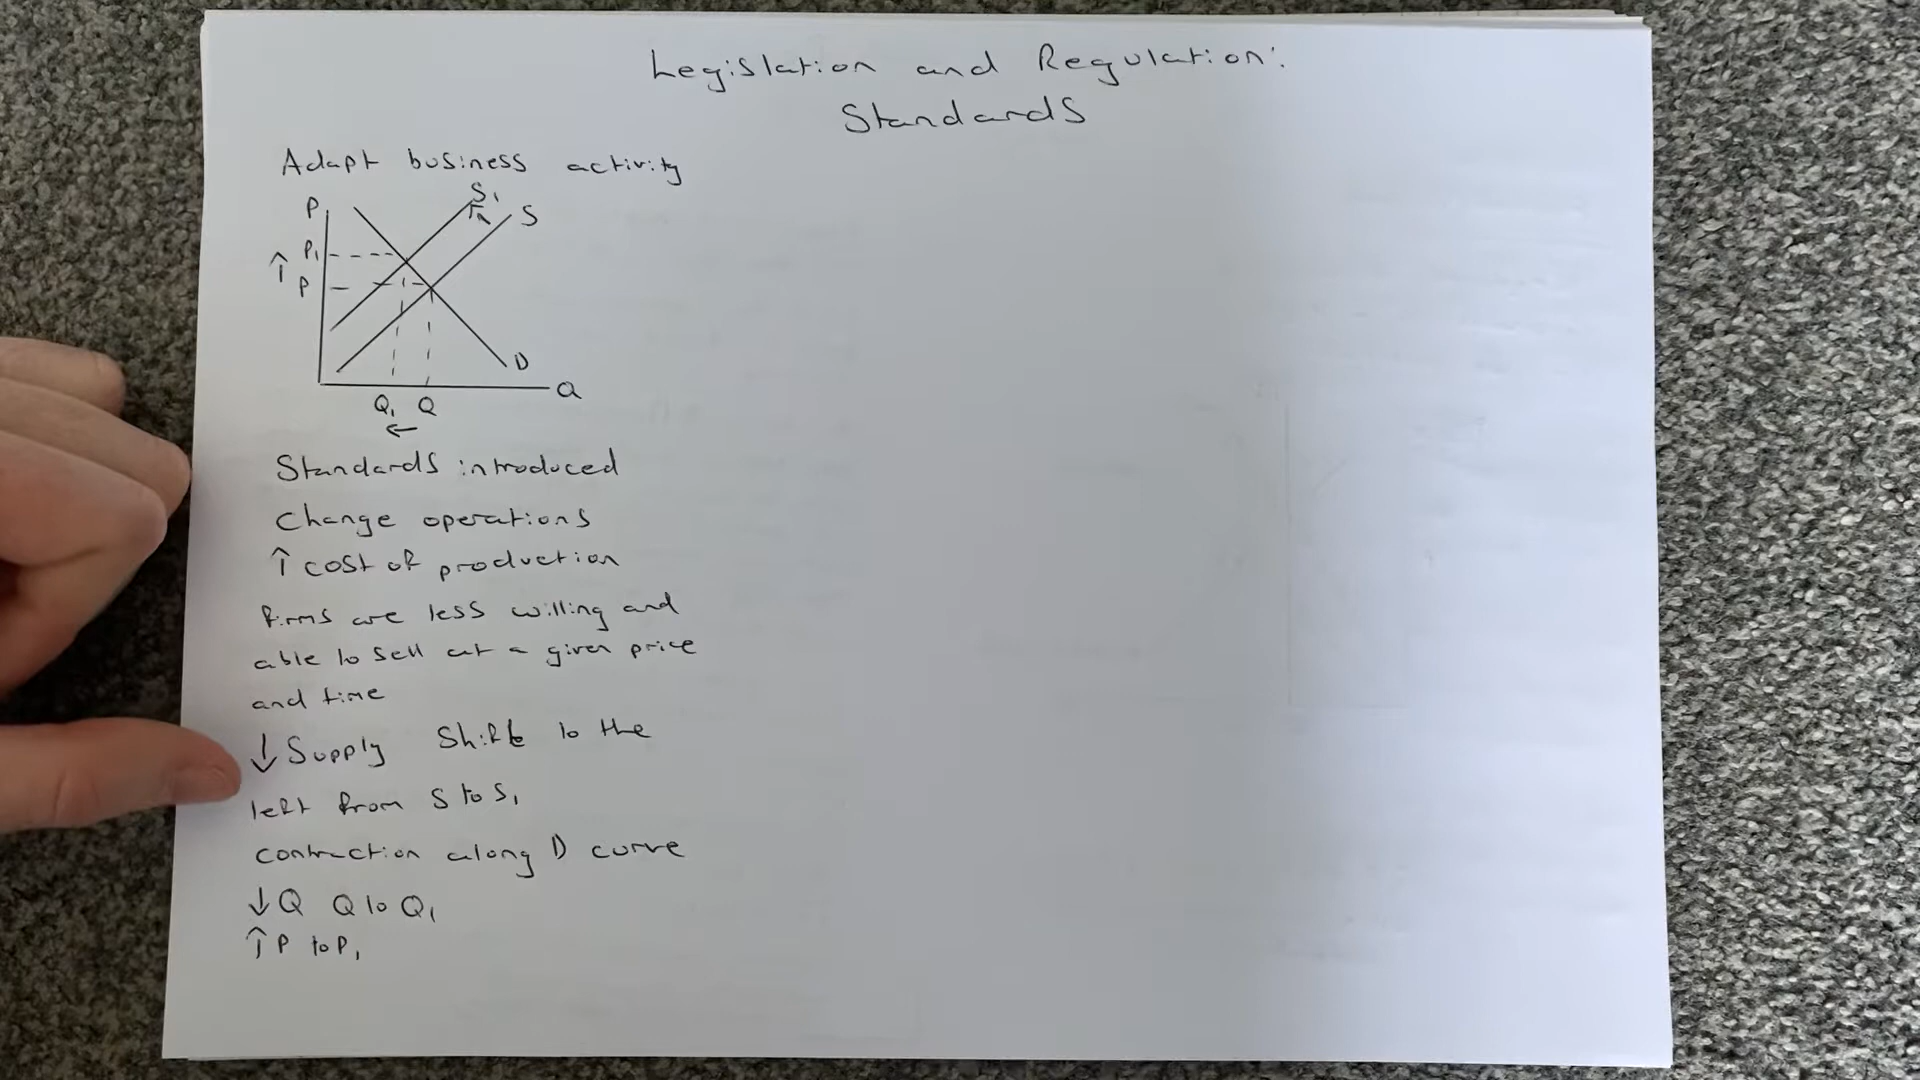 Legislation and Regulation:
Standards
Adapt business activity
P
S₁
S
P₁
↑
P
D
Q
Q₁ Q
←
Standards introduced
Change operations
↑ cost of production
firms are less willing and
able to sell at a given price
and time
↓ Supply Shift to the
left from S to S₁
contraction along D curve
↓ Q Q to Q₁
↑ P to P₁